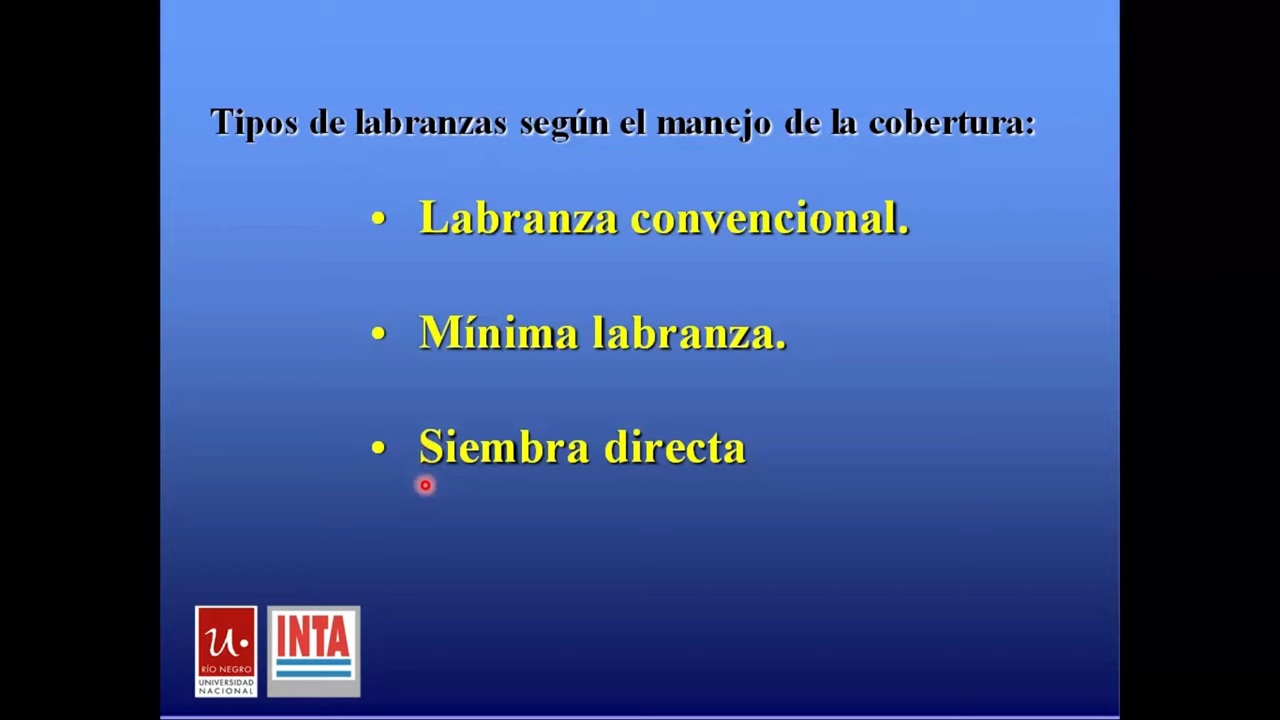 Tipos de labranzas según el manejo de la cobertura:
• Labranza convencional.
• Mínima labranza.
• Siembra directa
u.
RÍO NEGRO
UNIVERSIDAD
NACIONAL
INTA